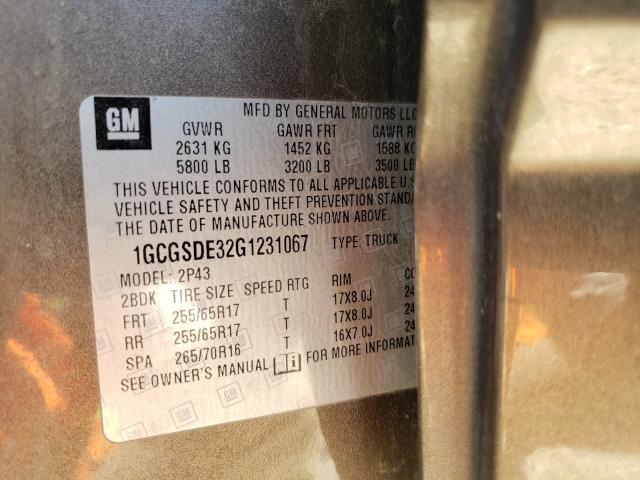 GM
MFD BY GENERAL MOTORS LLC
GVWR GAWR FRT GAWR
2631 KG 1452 KG 1588 KG
5800 LB 3200 LB 3500 LB
THIS VEHICLE CONFORMS TO ALL APPLICABLE U.S
VEHICLE SAFETY AND THEFT PREVENTION
THE DATE OF MANUFACTURE SHOWN ABOVE.
1GCGSDE32G1231067 TYPE: TRUCK
MODEL: 2P43
2BDK TIRE SIZE SPEED RTG RIM
FRT 255/65R17 T 17X8.0J
RR 255/65R17 T 17X8.0J
SPA 265/70R16 T 16X7.0J
SEE OWNER'S MANUAL i FOR MORE